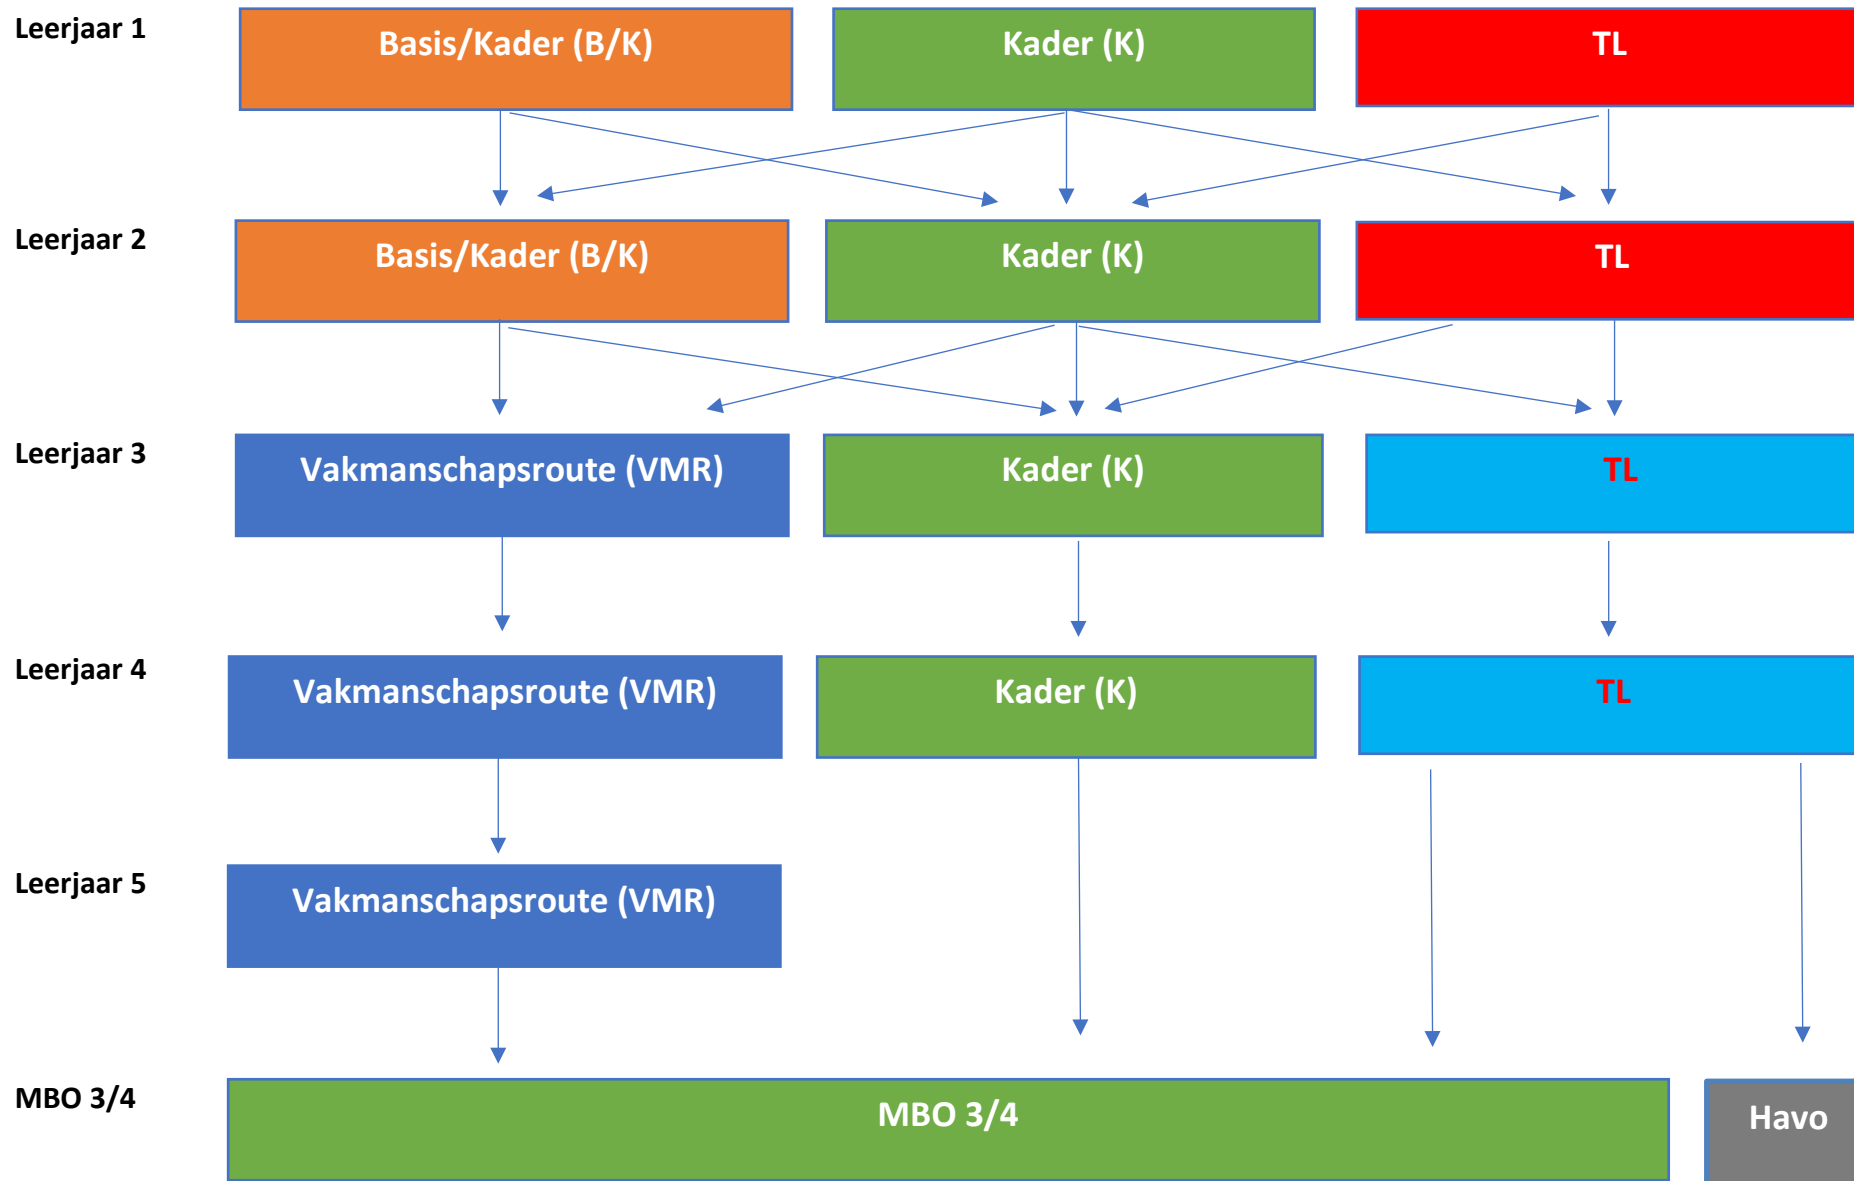 Leerjaar 1
Basis/Kader (B/K)
Kader (K)
TL
Leerjaar 2
Basis/Kader (B/K)
Kader (K)
TL
Leerjaar 3
Vakmanschapsroute (VMR)
Kader (K)
TL
Leerjaar 4
Vakmanschapsroute (VMR)
Kader (K)
TL
Leerjaar 5
Vakmanschapsroute (VMR)
MBO 3/4
MBO 3/4
Havo